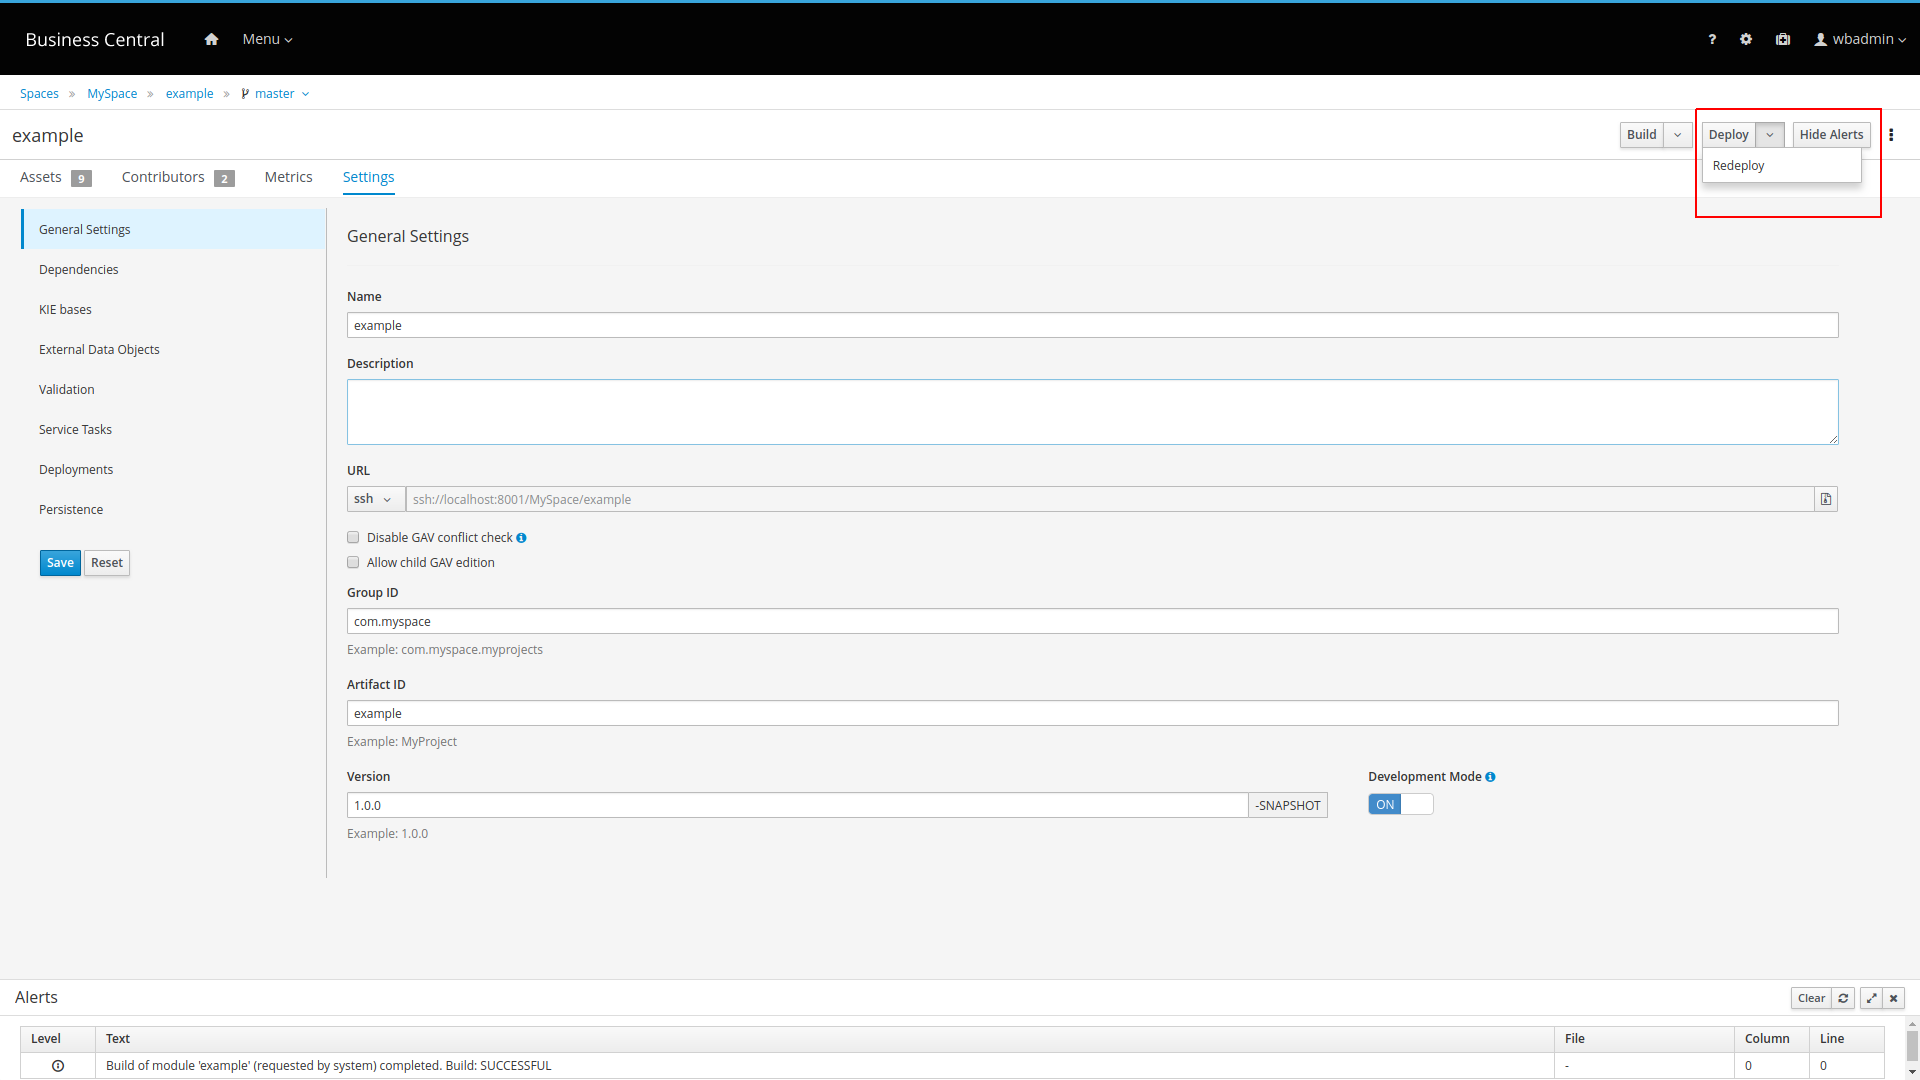 Business Central Menu ? wbadmin
Spaces » MySpace » example » master
example Build Deploy Hide Alerts
Redeploy
Assets 9 Contributors 2 Metrics Settings
General Settings
Dependencies
KIE bases
External Data Objects
Validation
Service Tasks
Deployments
Persistence
Save Reset
General Settings
Name
example
Description
URL
ssh ssh://localhost:8001/MySpace/example
Disable GAV conflict check
Allow child GAV edition
Group ID
com.myspace
Example: com.myspace.myprojects
Artifact ID
example
Example: MyProject
Version Development Mode
1.0.0 -SNAPSHOT ON
Example: 1.0.0
Alerts Clear
Level Text File Column Line
Build of module 'example' (requested by system) completed. Build: SUCCESSFUL - 0 0